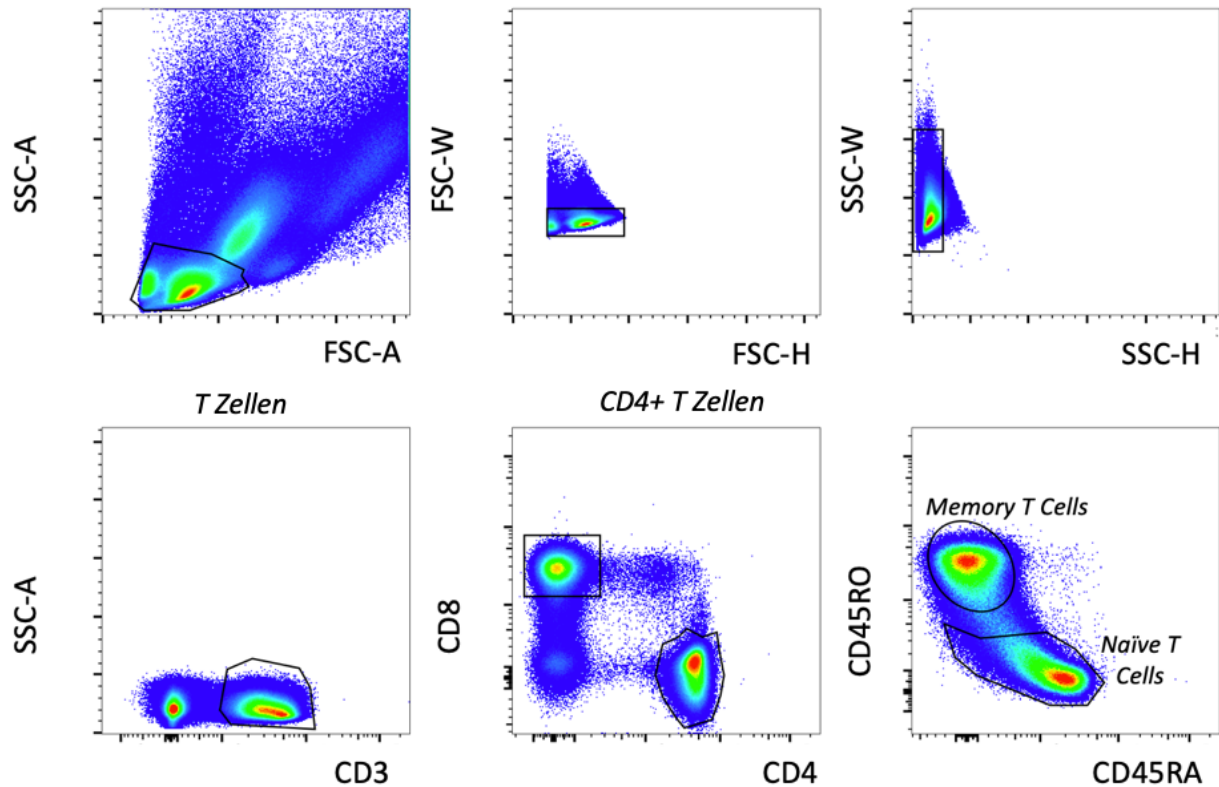 SSC-A
FSC-A
FSC-W
FSC-H
SSC-W
SSC-H
T Zellen
SSC-A
CD3
CD4+ T Zellen
CD8
CD4
Memory T Cells
Naïve T
Cells
CD45RO
CD45RA